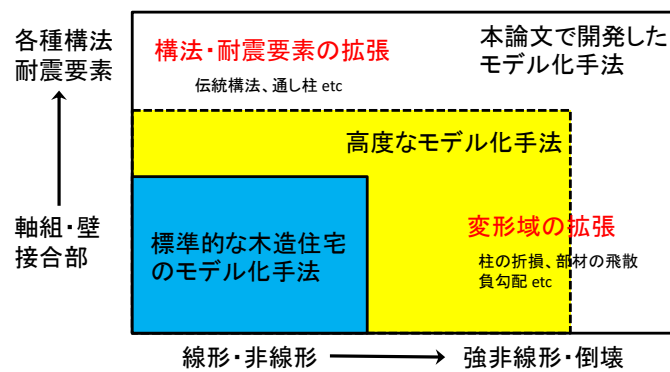 各種構法
耐震要素
構法・耐震要素の拡張
伝統構法、通し柱 etc
本論文で開発した
モデル化手法
高度なモデル化手法
軸組・壁
接合部
標準的な木造住宅
のモデル化手法
変形域の拡張
柱の折損、部材の飛散
負勾配 etc
線形・非線形
強非線形・倒壊